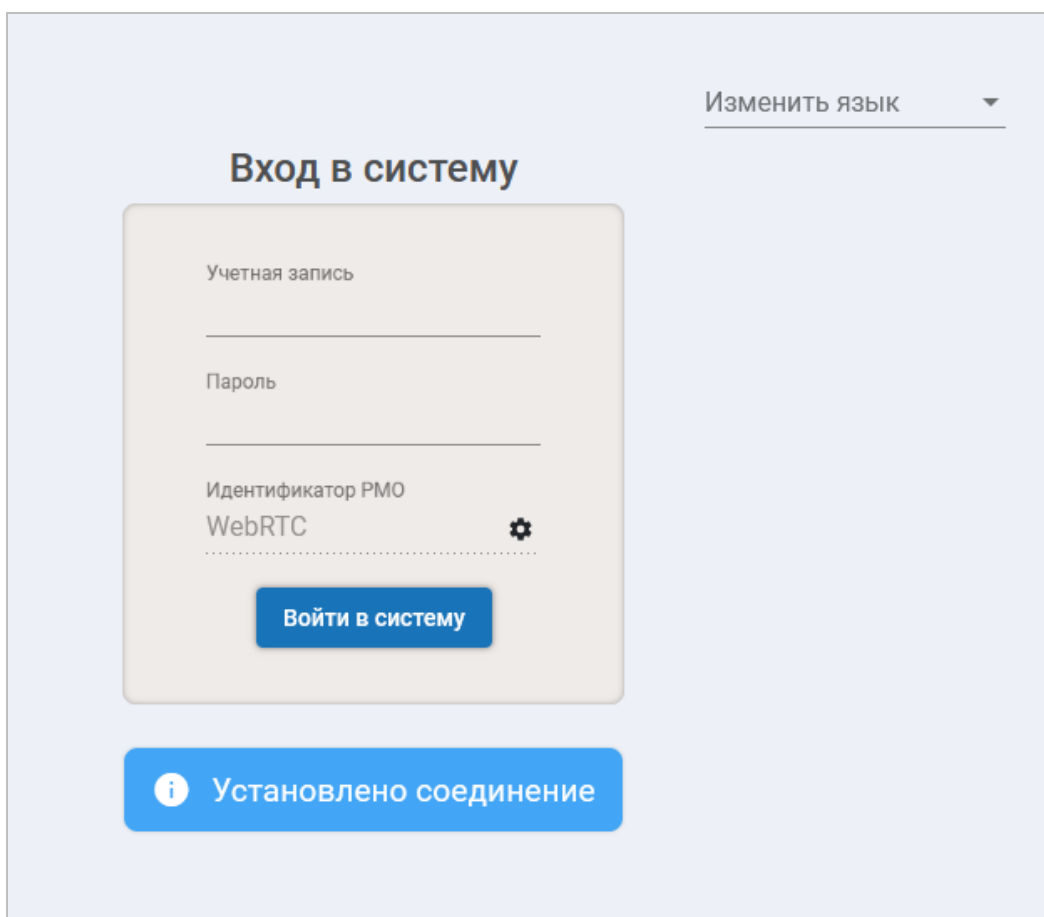 Изменить язык
Вход в систему
Учетная запись
Пароль
Идентификатор РМО
WebRTC
Войти в систему
Установлено соединение